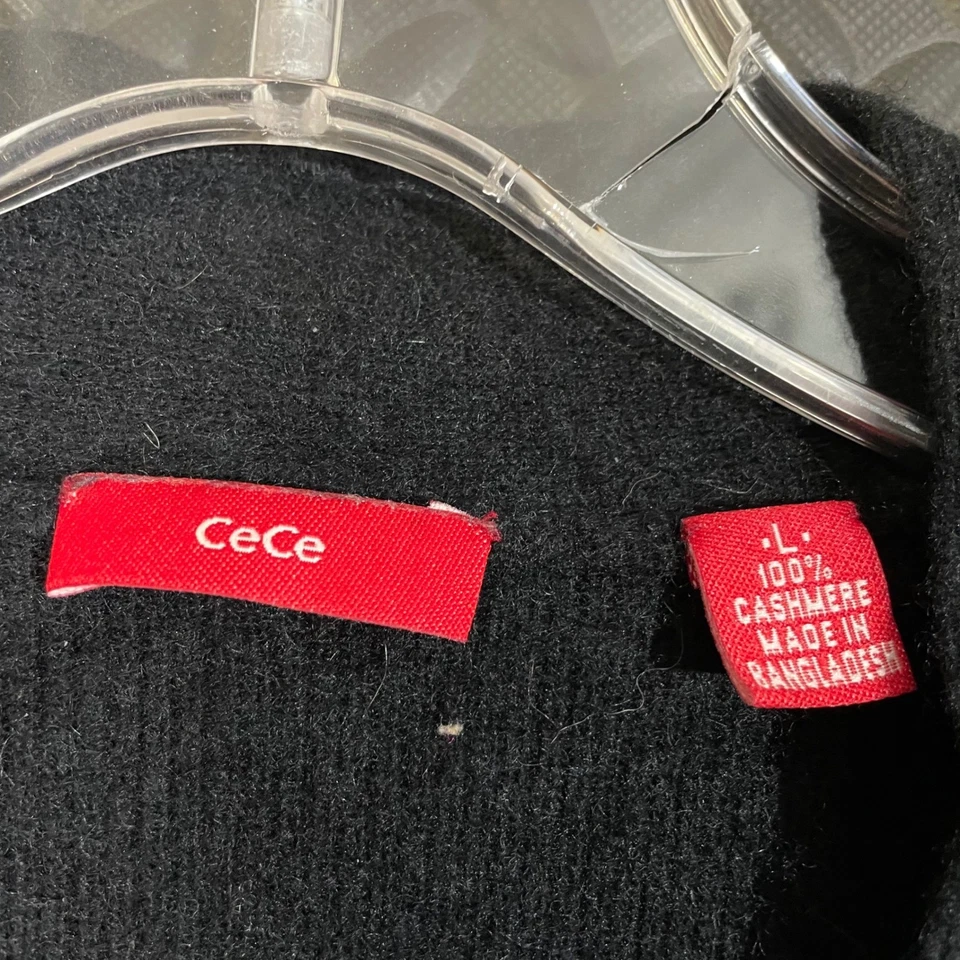 CeCe
.L.
100%
CASHMERE
MADE IN
BANGLADESH